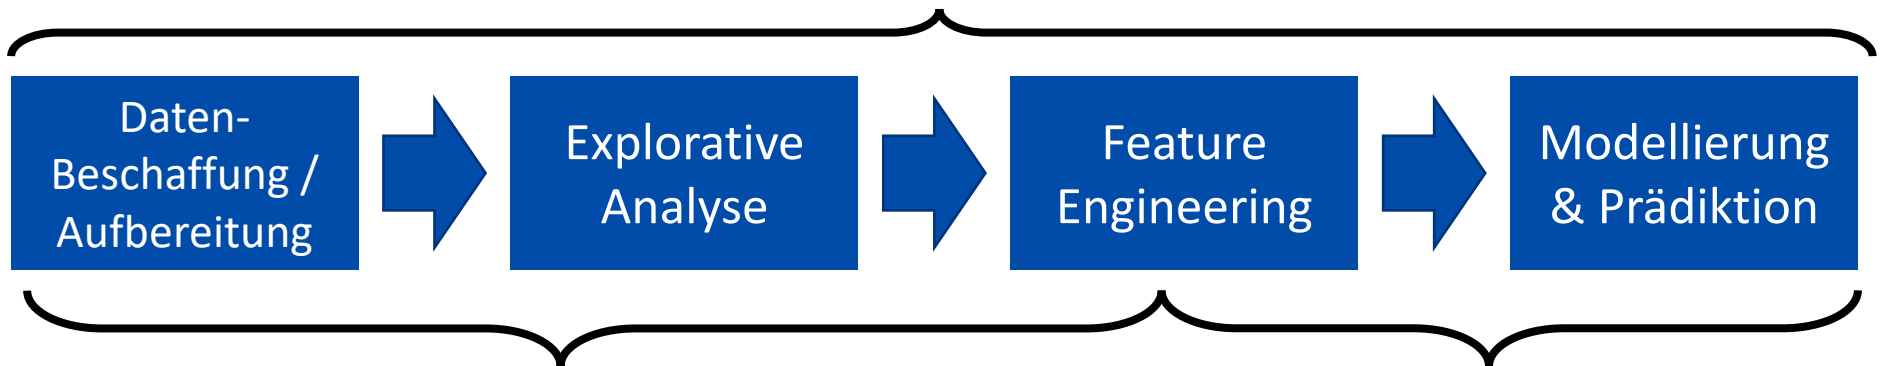 Daten-
Beschaffung /
Aufbereitung
Explorative
Analyse
Feature
Engineering
Modellierung
& Prädiktion